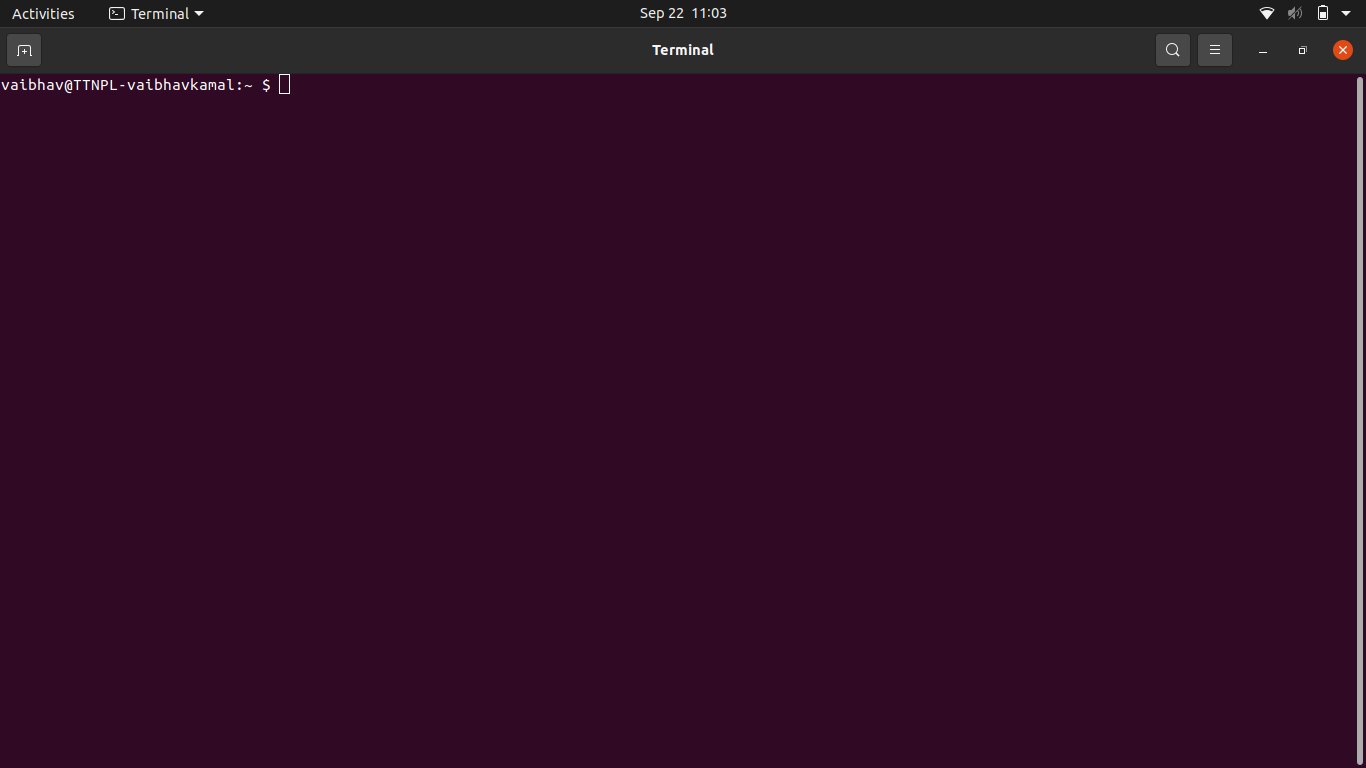 Activities Terminal Sep 22 11:03
Terminal
vaibhav@TTNPL-vaibhavkamal:~ $